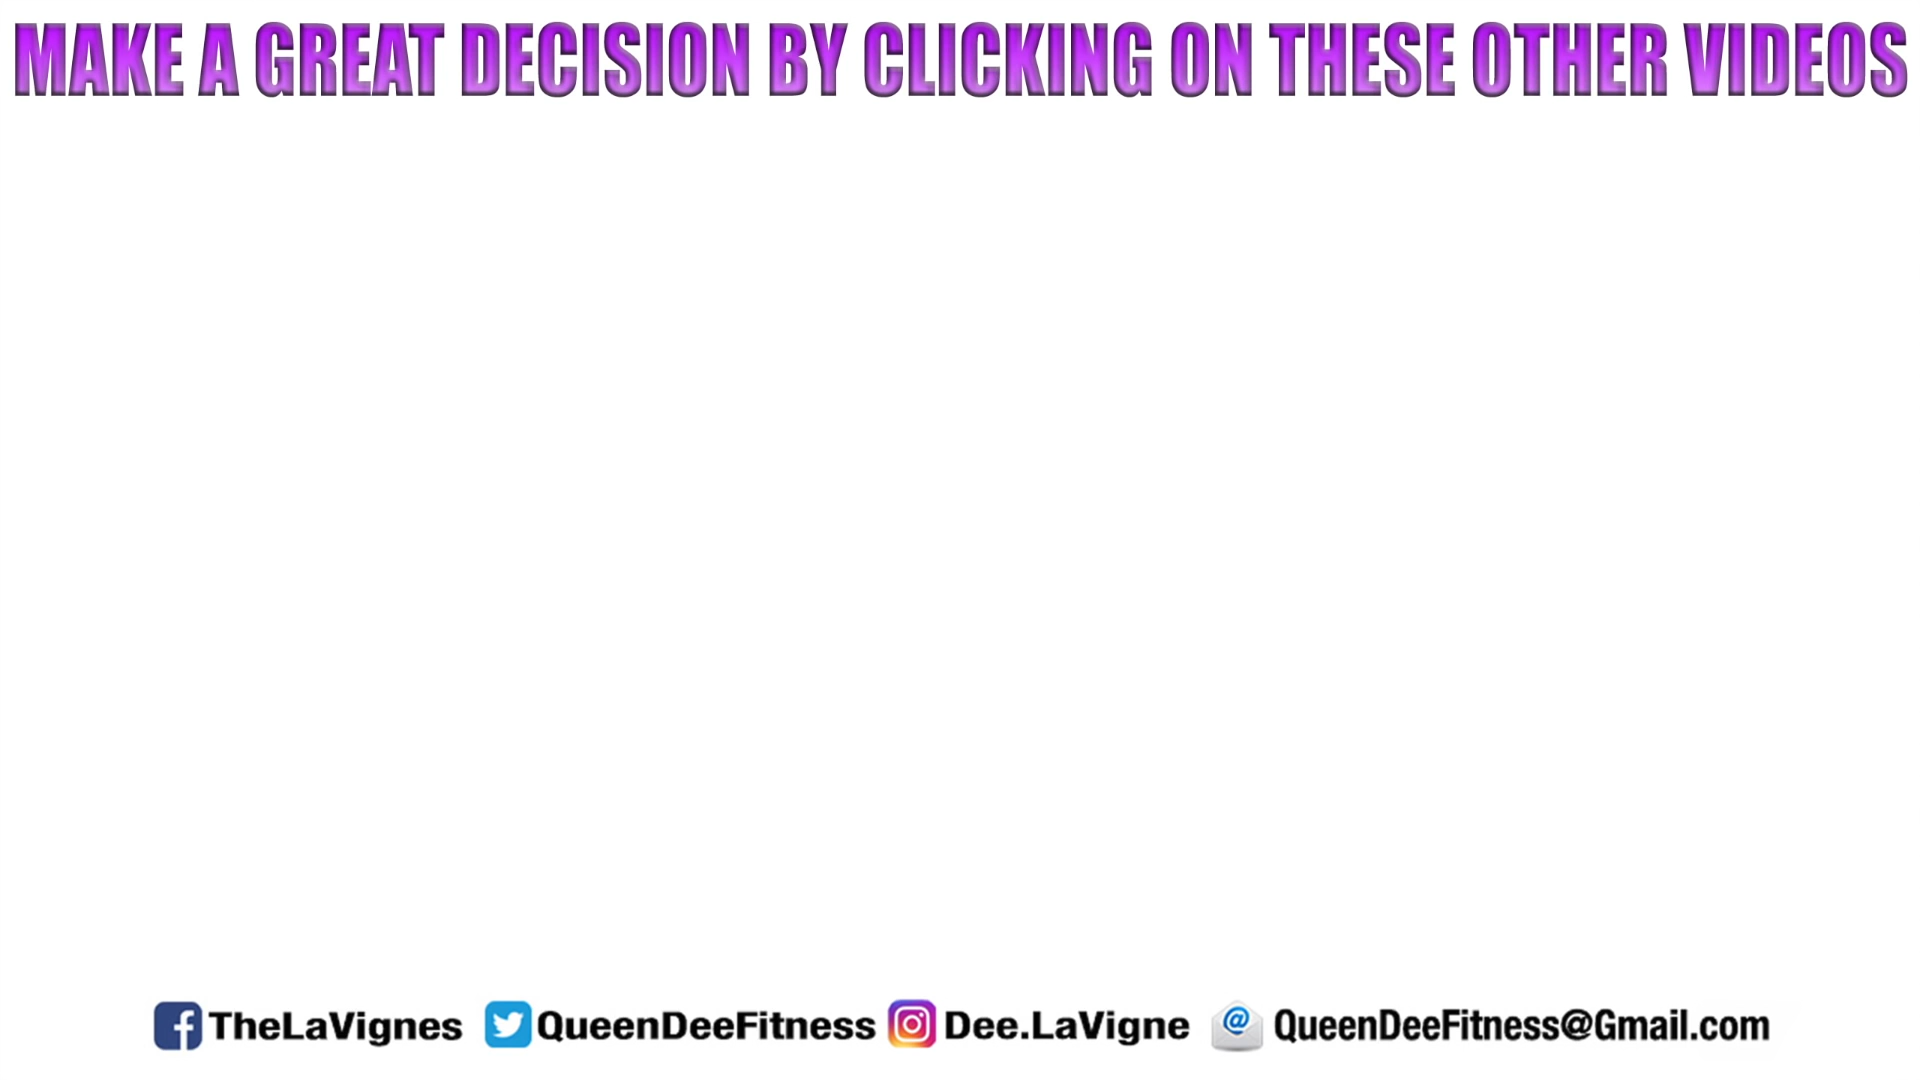 MAKE A GREAT DECISION BY CLICKING ON THESE OTHER VIDEOS
TheLaVignes QueenDeeFitness Dee.LaVigne QueenDeeFitness@Gmail.com